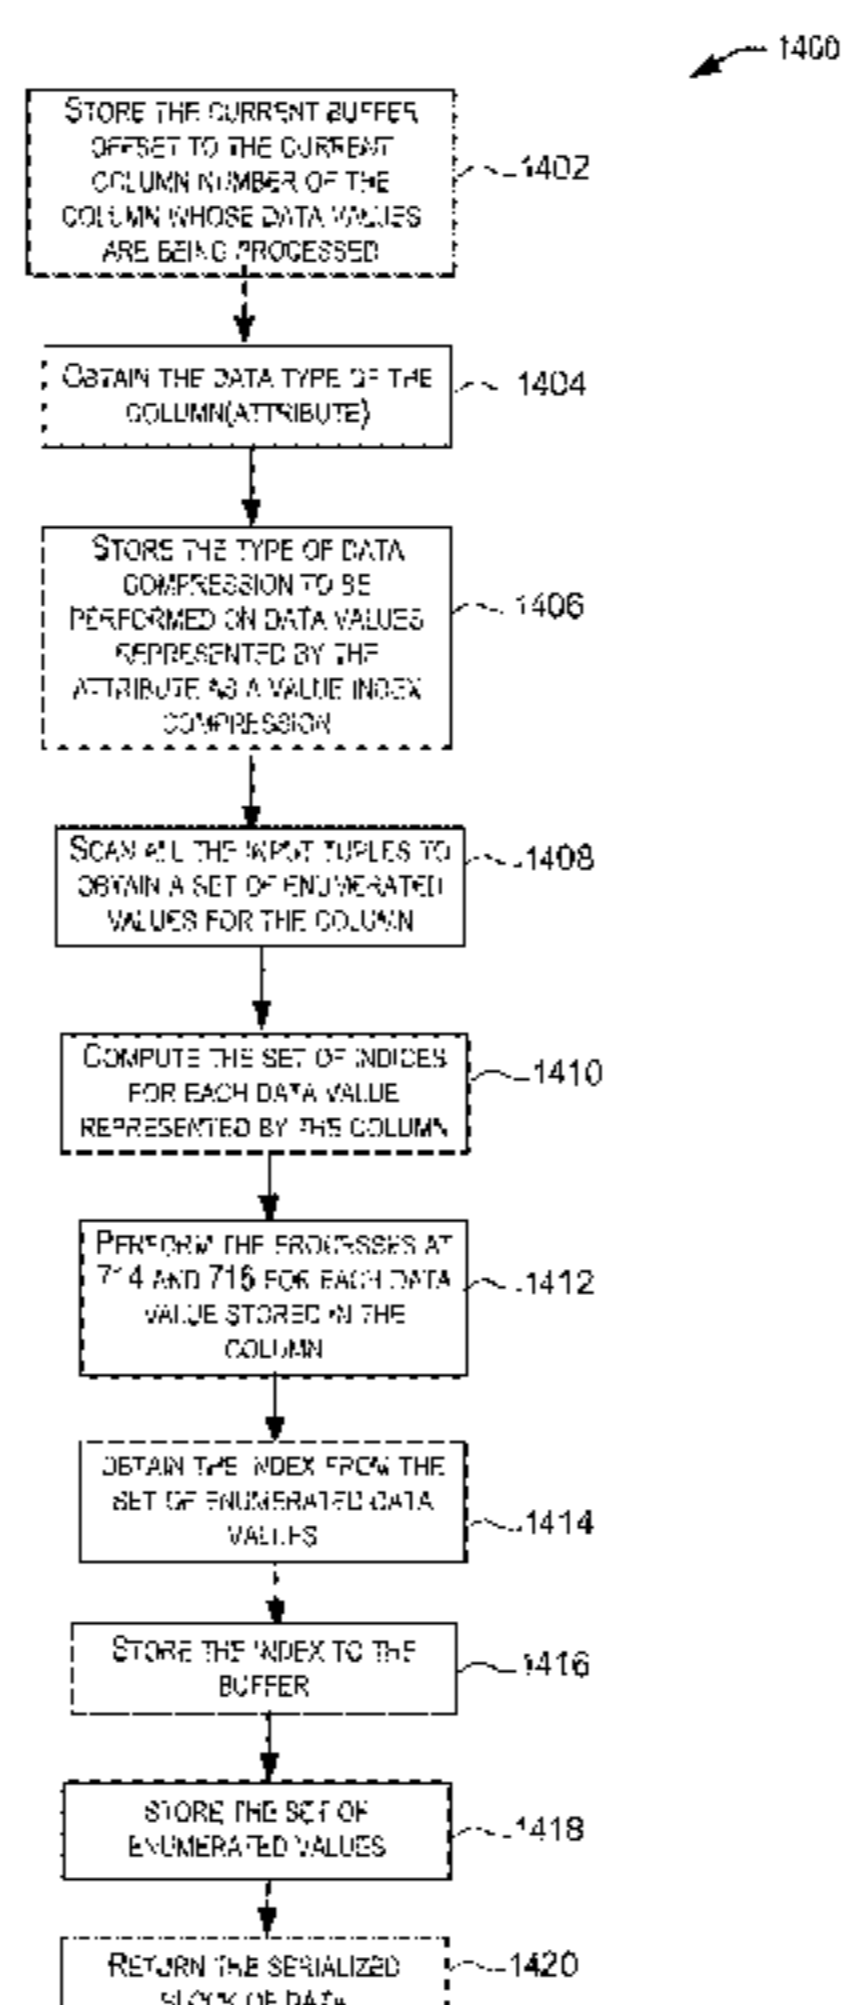 1400
STORE THE CURRENT BUFFER
OFFSET TO THE CURRENT
COLUMN NUMBER OF THE
COLUMN WHOSE DATA VALUES
ARE BEING PROCESSED
1402
OBTAIN THE DATA TYPE OF THE
COLUMN(ATTRIBUTE)
1404
STORE THE TYPE OF DATA
COMPRESSION TO BE
PERFORMED ON DATA VALUES
REPRESENTED BY THE
ATTRIBUTE AS A VALUE INDEX
COMPRESSION
1406
SCAN ALL THE INPUT TUPLES TO
OBTAIN A SET OF ENUMERATED
VALUES FOR THE COLUMN
1408
COMPUTE THE SET OF INDICES
FOR EACH DATA VALUE
REPRESENTED BY THE COLUMN
1410
PERFORM THE PROCESSES AT
714 AND 716 FOR EACH DATA
VALUE STORED IN THE
COLUMN
1412
OBTAIN THE INDEX FROM THE
SET OF ENUMERATED DATA
VALUES
1414
STORE THE INDEX TO THE
BUFFER
1416
STORE THE SET OF
ENUMERATED VALUES
1418
RETURN THE SERIALIZED
BLOCK OF DATA
1420